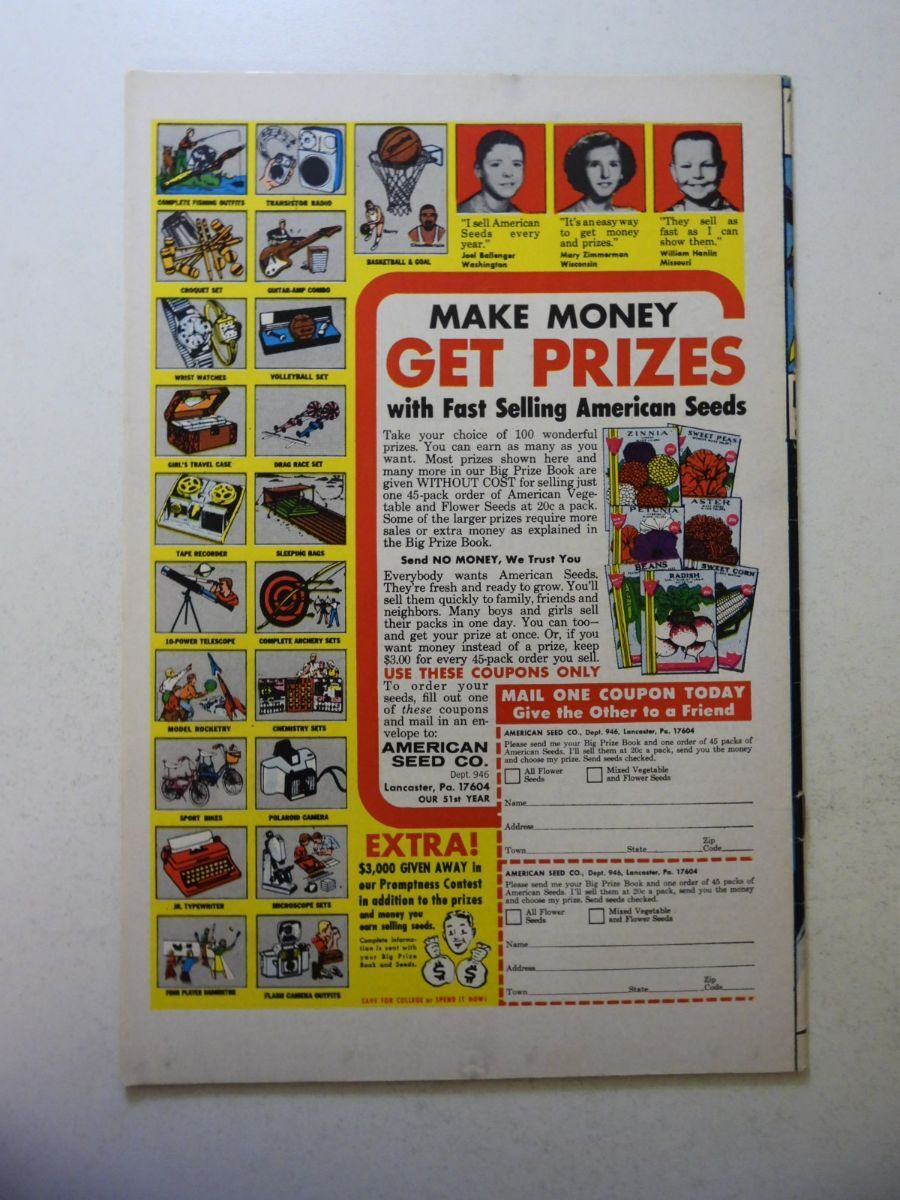 COMPLETE FISHING OUTFITS
TRANSISTOR RADIO
CROQUET SET
GUITAR-AMP COMBO
WRIST WATCHES
VOLLEYBALL SET
GIRL'S TRAVEL CASE
DRAG RACE SET
TAPE RECORDER
SLEEPING BAGS
10-POWER TELESCOPE
COMPLETE ARCHERY SETS
MODEL ROCKETRY
CHEMISTRY SETS
SPORT BIKES
POLAROID CAMERA
JR. TYPEWRITER
MICROSCOPE SETS
FOUR PLAYER BADMINTON
FLASH CAMERA OUTFITS
BASKETBALL & GOAL
"I sell American
Seeds every
year."
Joel Ballenger
Washington
"It's an easy way
to get money
and prizes."
Mary Zimmerman
Wisconsin
"They sell as
fast as I can
show them."
William Hanlin
Missouri
MAKE MONEY
GET PRIZES
with Fast Selling American Seeds
Take your choice of 100 wonderful
prizes. You can earn as many as you
want. Most prizes shown here and
many more in our Big Prize Book are
given WITHOUT COST for selling just
one 45-pack order of American Vege-
table and Flower Seeds at 20c a pack.
Some of the larger prizes require more
sales or extra money as explained in
the Big Prize Book.
Send NO MONEY, We Trust You
Everybody wants American Seeds.
They're fresh and ready to grow. You'll
sell them quickly to family, friends and
neighbors. Many boys and girls sell
their packs in one day. You can too—
and get your prize at once. Or, if you
want money instead of a prize, keep
$3.00 for every 45-pack order you sell.
ZINNIA
SWEET PEAS
PETUNIA
ASTER
BEANS
RADISH
SWEET CORN
USE THESE COUPONS ONLY
To order your
seeds, fill out one
of these coupons
and mail in an en-
velope to:
AMERICAN
SEED CO.
Dept. 946
Lancaster, Pa. 17604
OUR 51st YEAR
MAIL ONE COUPON TODAY
Give the Other to a Friend
AMERICAN SEED CO., Dept. 946, Lancaster, Pa. 17604
Please send me your Big Prize Book and one order of 45 packs of
American Seeds. I'll sell them at 20c a pack, send you the money
and choose my prize. Send seeds checked.
All Flower
Seeds
Mixed Vegetable
and Flower Seeds
Name
Address
Town State Zip Code
AMERICAN SEED CO., Dept. 946, Lancaster, Pa. 17604
Please send me your Big Prize Book and one order of 45 packs of
American Seeds. I'll sell them at 20c a pack, send you the money
and choose my prize. Send seeds checked.
All Flower
Seeds
Mixed Vegetable
and Flower Seeds
Name
Address
Town State Zip Code
EXTRA!
$3,000 GIVEN AWAY in
our Promptness Contest
in addition to the prizes
and money you
earn selling seeds.
Complete informa-
tion is sent with
your Big Prize
Book and Seeds.
$ $
SAVE FOR COLLEGE or SPEND IT NOW!